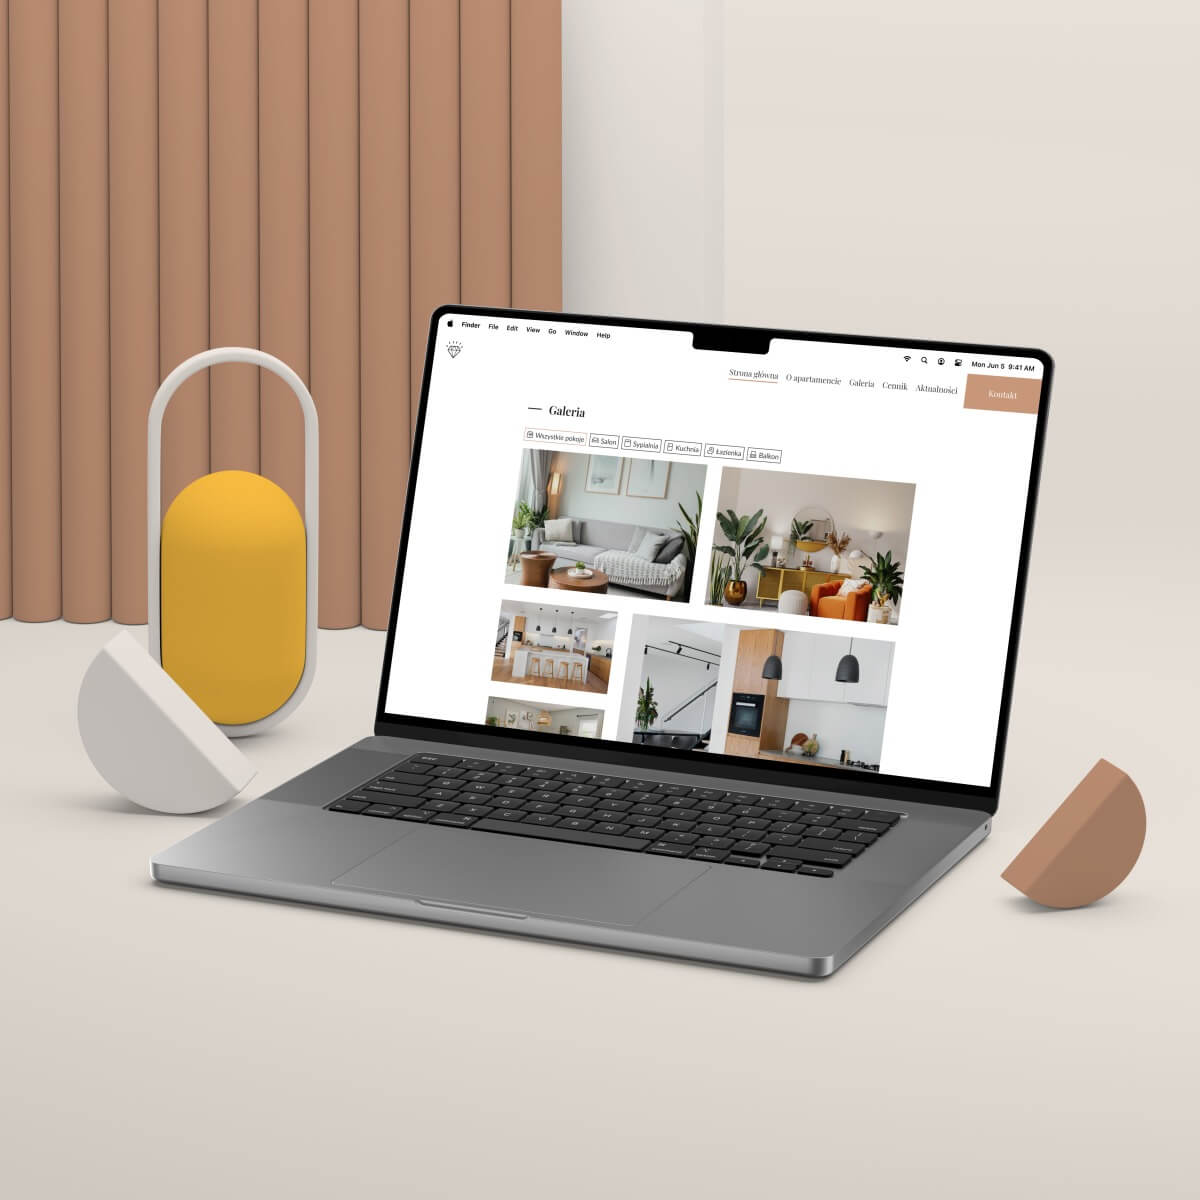 Finder File Edit View Go Window Help
Mon Jun 5 9:41 AM
Strona główna O apartamencie Galeria Cennik Aktualności Kontakt
Galeria
Wszystkie pokoje Salon Sypialnia Kuchnia Łazienka Balkon